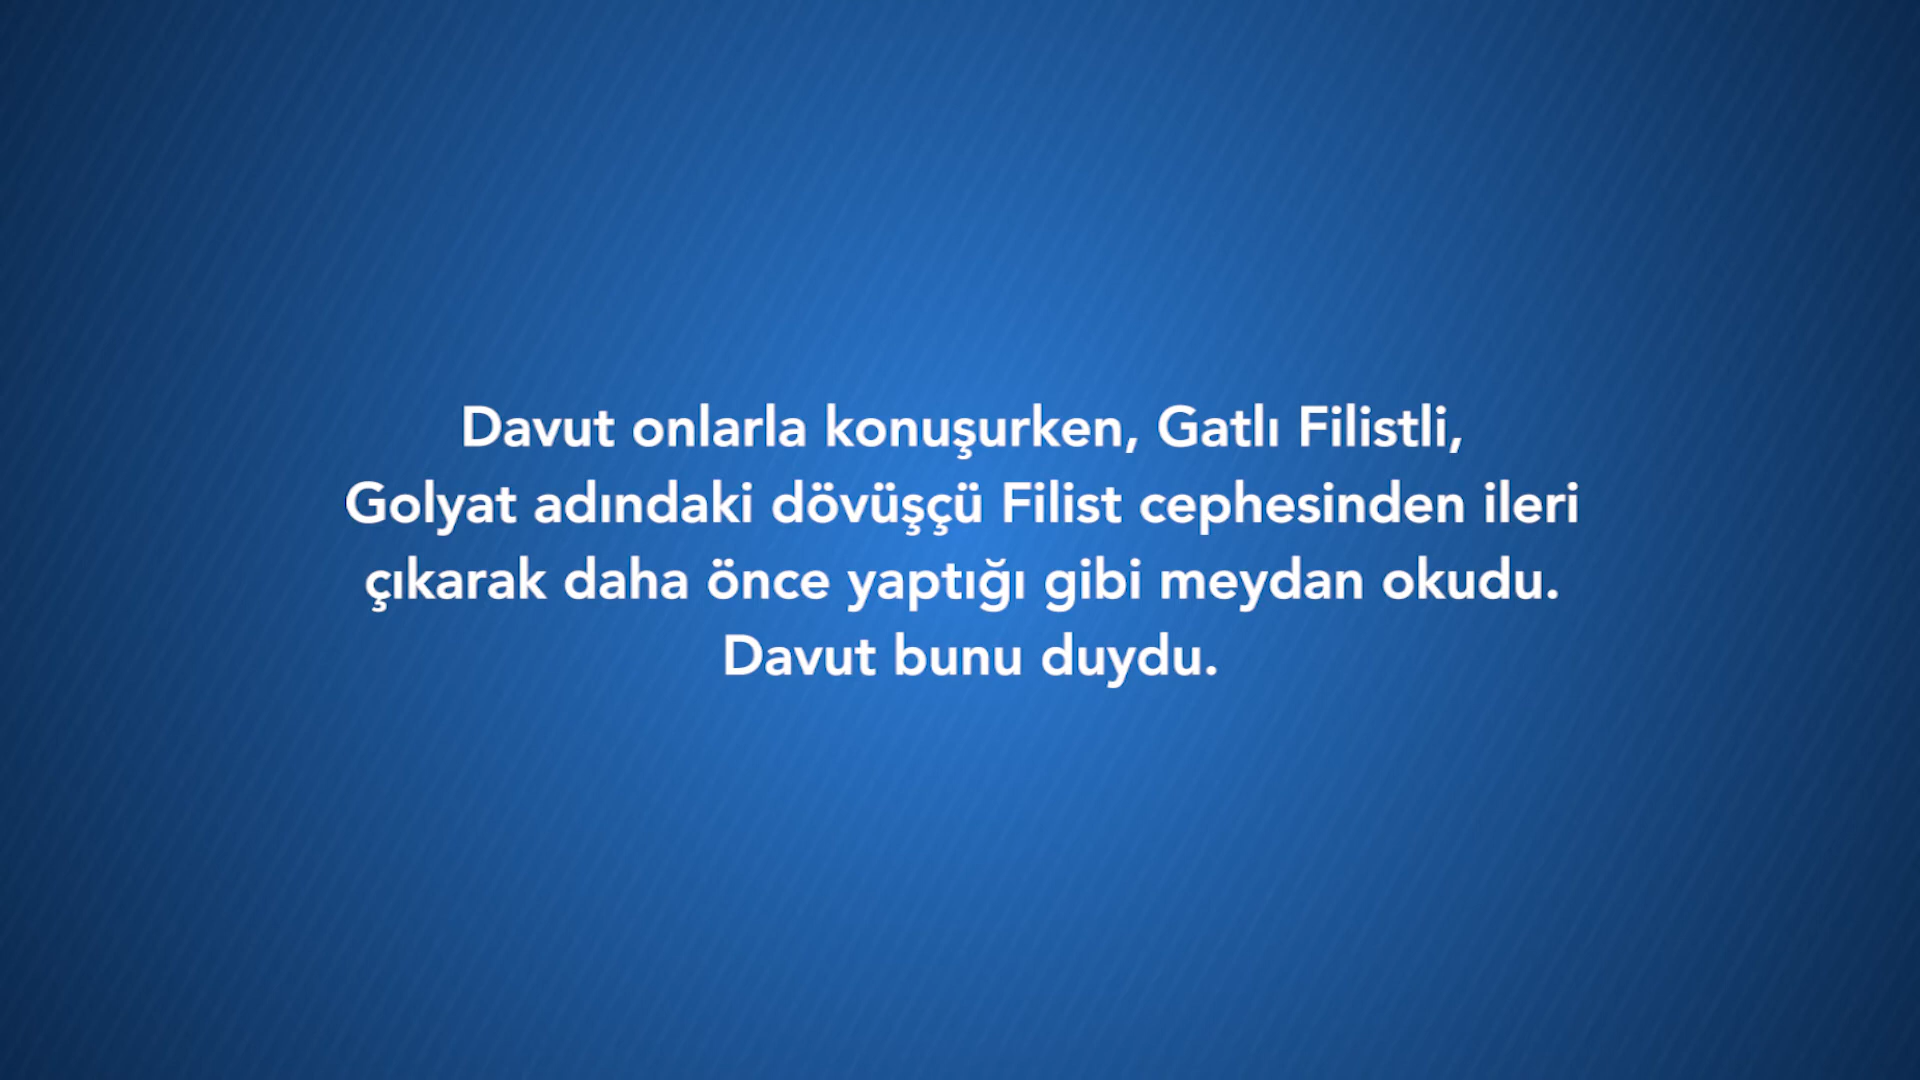 Davut onlarla konuşurken, Gatlı Filistli,
Golyat adındaki dövüşçü Filist cephesinden ileri
çıkarak daha önce yaptığı gibi meydan okudu.
Davut bunu duydu.